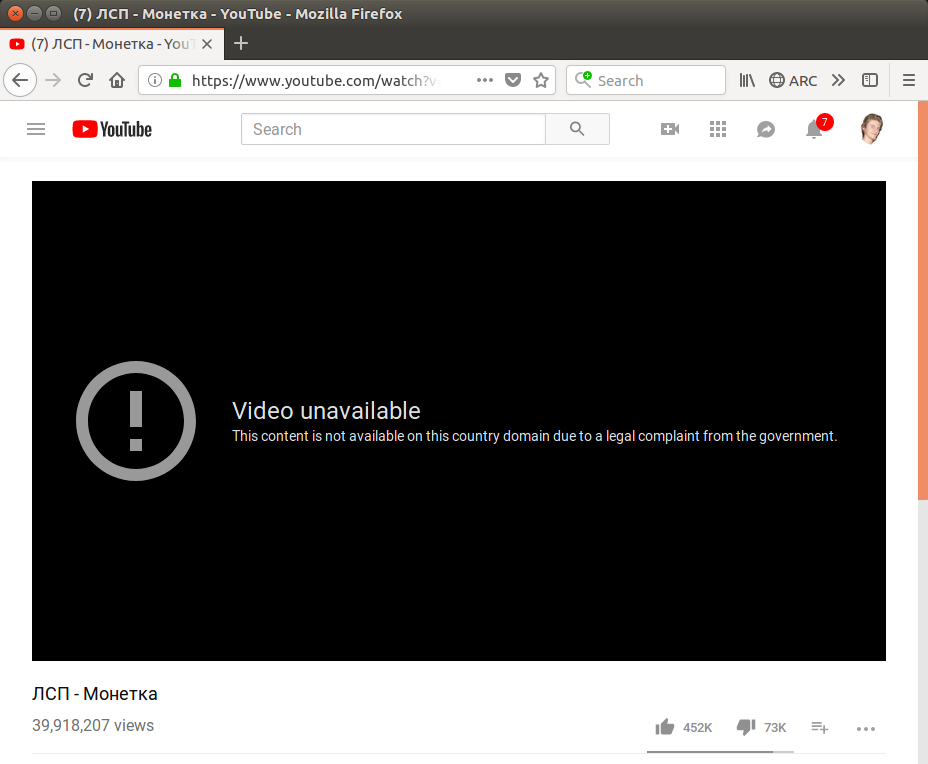 (7) ЛСП - Монетка - YouTube - Mozilla Firefox
(7) ЛСП - Монетка - YouT
https://www.youtube.com/watch?v
Search
ARC
YouTube
Search
7
Video unavailable
This content is not available on this country domain due to a legal complaint from the government.
ЛСП - Монетка
39,918,207 views
452K
73K